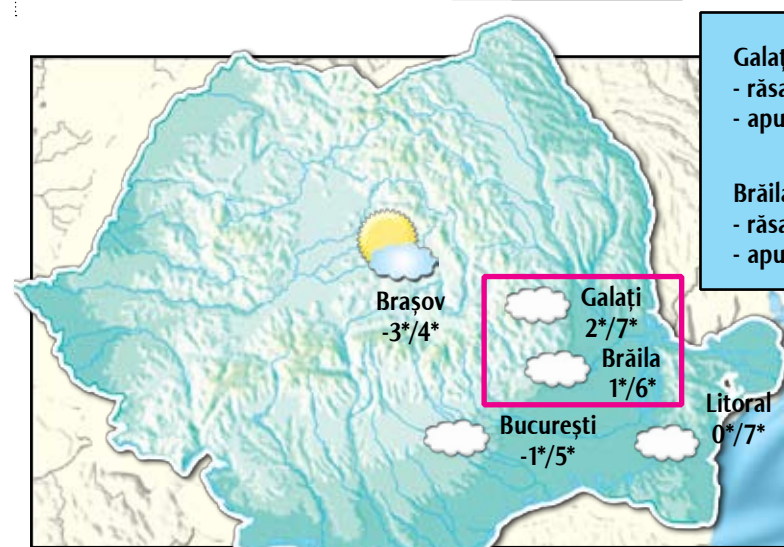 Galaț
- răsa
- apu
Brăila
- răsa
- apu
Brașov
-3*/4*
Galați
2*/7*
Brăila
1*/6*
București
-1*/5*
Litoral
0*/7*